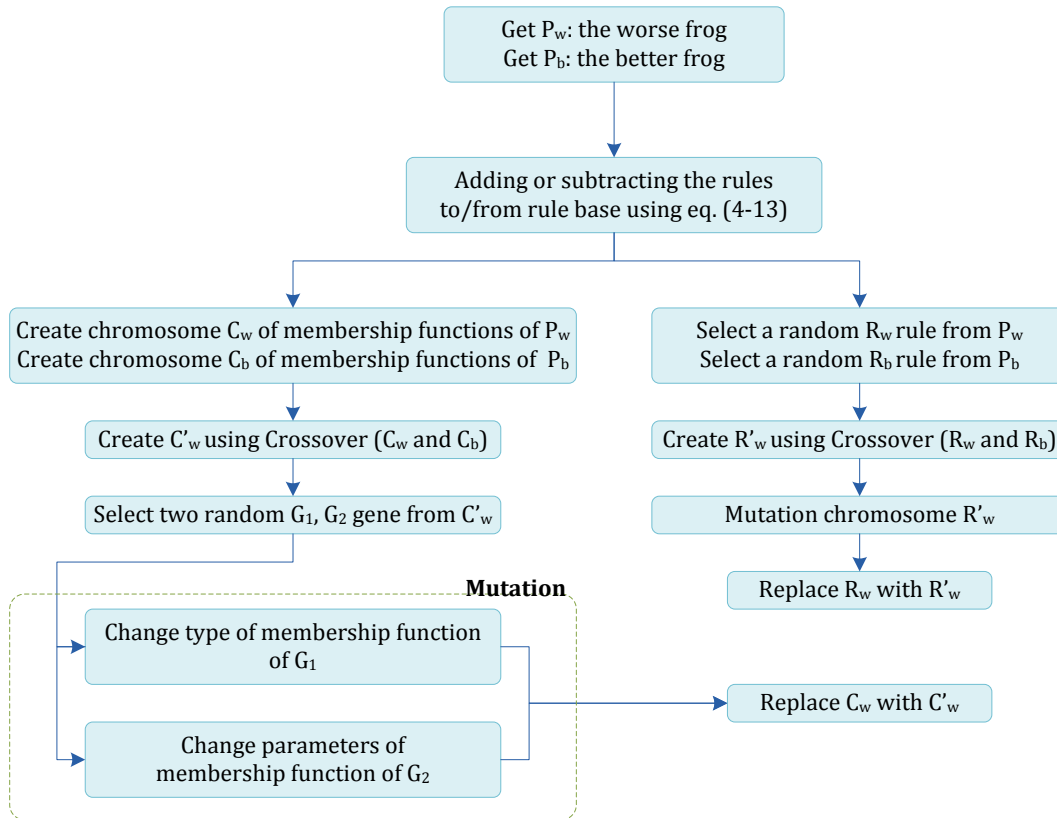 Get Pw: the worse frog
Get Pb: the better frog
Adding or subtracting the rules
to/from rule base using eq. (4-13)
Create chromosome Cw of membership functions of Pw
Create chromosome Cb of membership functions of Pb
Select a random Rw rule from Pw
Select a random Rb rule from Pb
Create C'w using Crossover (Cw and Cb)
Create R'w using Crossover (Rw and Rb)
Select two random G1, G2 gene from C'w
Mutation chromosome R'w
Replace Rw with R'w
Mutation
Change type of membership function
of G1
Change parameters of
membership function of G2
Replace Cw with C'w